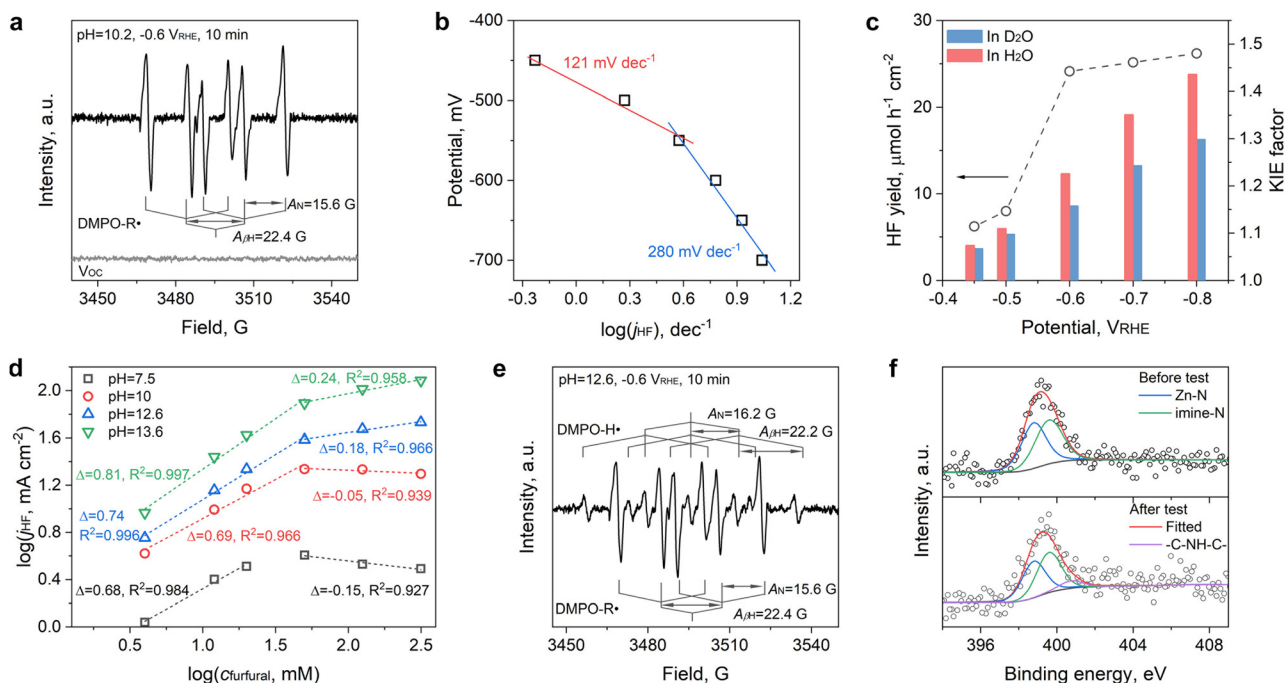 a
pH=10.2, -0.6 VRHE, 10 min
Intensity, a.u.
DMPO-R•
AN=15.6 G
AβH=22.4 G
VOC
3450 3480 3510 3540
Field, G
b
-400
-500
-600
-700
Potential, mV
121 mV dec⁻¹
280 mV dec⁻¹
-0.3 0.0 0.3 0.6 0.9 1.2
log(jHF), dec⁻¹
c
In D₂O
In H₂O
30
20
10
0
HF yield, μmol h⁻¹ cm⁻²
1.5
1.4
1.3
1.2
1.1
1.0
KIE factor
-0.4 -0.5 -0.6 -0.7 -0.8
Potential, VRHE
d
pH=7.5
pH=10
pH=12.6
pH=13.6
2.0
1.6
1.2
0.8
0.4
0.0
log(jHF, mA cm⁻²)
Δ=0.24, R²=0.958
Δ=0.18, R²=0.966
Δ=0.81, R²=0.997
Δ=-0.05, R²=0.939
Δ=0.74
R²=0.996
Δ=0.69, R²=0.966
Δ=0.68, R²=0.984
Δ=-0.15, R²=0.927
0.5 1.0 1.5 2.0 2.5
log(cfurfural, mM)
e
pH=12.6, -0.6 VRHE, 10 min
Intensity, a.u.
DMPO-H•
AN=16.2 G
AβH=22.2 G
DMPO-R•
AN=15.6 G
AβH=22.4 G
3450 3480 3510 3540
Field, G
f
Before test
Zn-N
imine-N
Intensity, a.u.
After test
Fitted
-C-NH-C-
396 400 404 408
Binding energy, eV